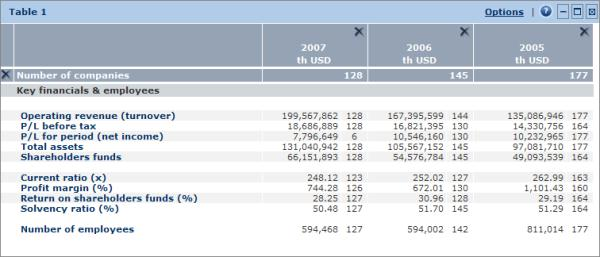 Table 1 Options | ?
2007 2006 2005
th USD th USD th USD
Number of companies 128 145 177
Key financials & employees
Operating revenue (turnover) 199,567,862 128 167,395,599 144 135,086,946 177
P/L before tax 18,686,889 128 16,821,395 130 14,330,756 164
P/L for period (net income) 7,796,649 6 10,546,160 130 10,232,965 177
Total assets 131,040,942 128 105,567,152 145 97,081,710 177
Shareholders funds 66,151,893 128 54,576,784 145 49,093,539 164
Current ratio (x) 248.12 123 252.02 127 262.99 163
Profit margin (%) 744.28 126 672.01 130 1,101.43 160
Return on shareholders funds (%) 28.25 127 30.96 128 29.19 164
Solvency ratio (%) 50.48 127 51.70 145 51.29 164
Number of employees 594,468 127 594,002 142 811,014 177